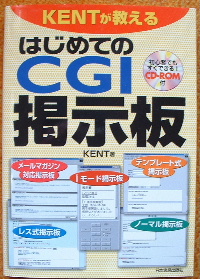 KENTが教える
はじめての
CGI
初心者でも
すぐできる!
CD-ROM
付
掲示板
KENT著
メールマガジン
対応掲示板
iモード掲示板
テンプレート式
掲示板
レス式掲示板
ノーマル掲示板